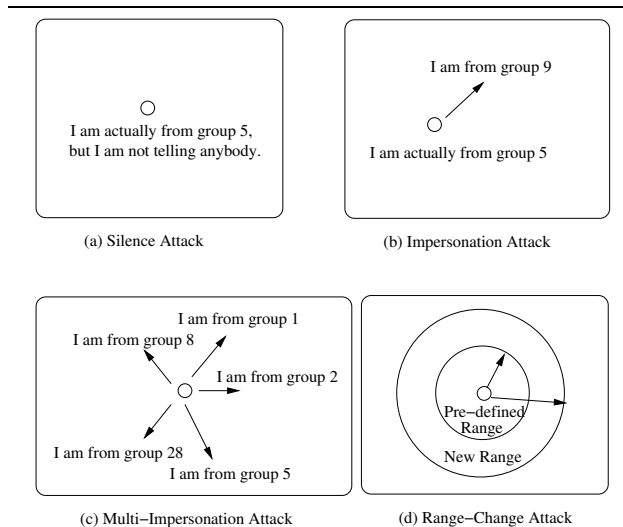 I am actually from group 5,
but I am not telling anybody.
(a) Silence Attack
I am from group 9
I am actually from group 5
(b) Impersonation Attack
I am from group 1
I am from group 8
I am from group 2
I am from group 28
I am from group 5
(c) Multi−Impersonation Attack
Pre−defined
Range
New Range
(d) Range−Change Attack